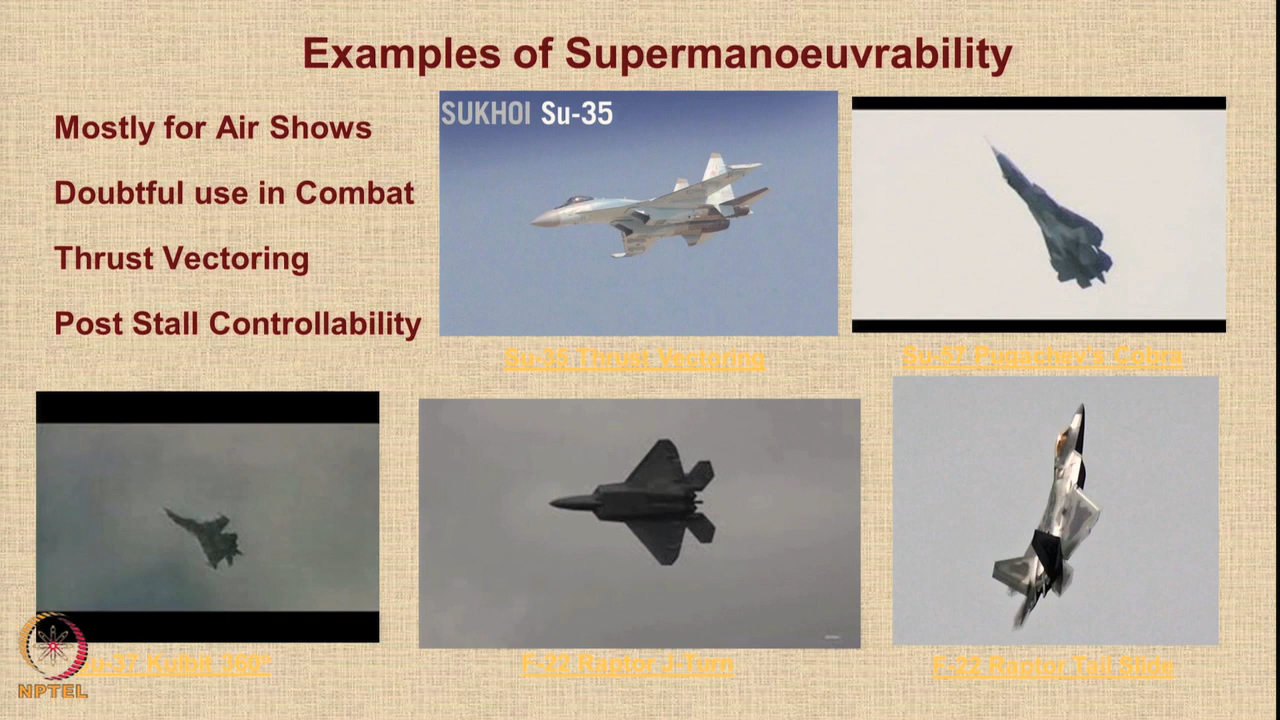 Examples of Supermanoeuvrability
Mostly for Air Shows
Doubtful use in Combat
Thrust Vectoring
Post Stall Controllability
SUKHOI Su-35
Su-35 Thrust Vectoring
Su-57 Pugachev's Cobra
Su-37 Kulbit 360°
F-22 Raptor J-Turn
F-22 Raptor Tail Slide
NPTEL